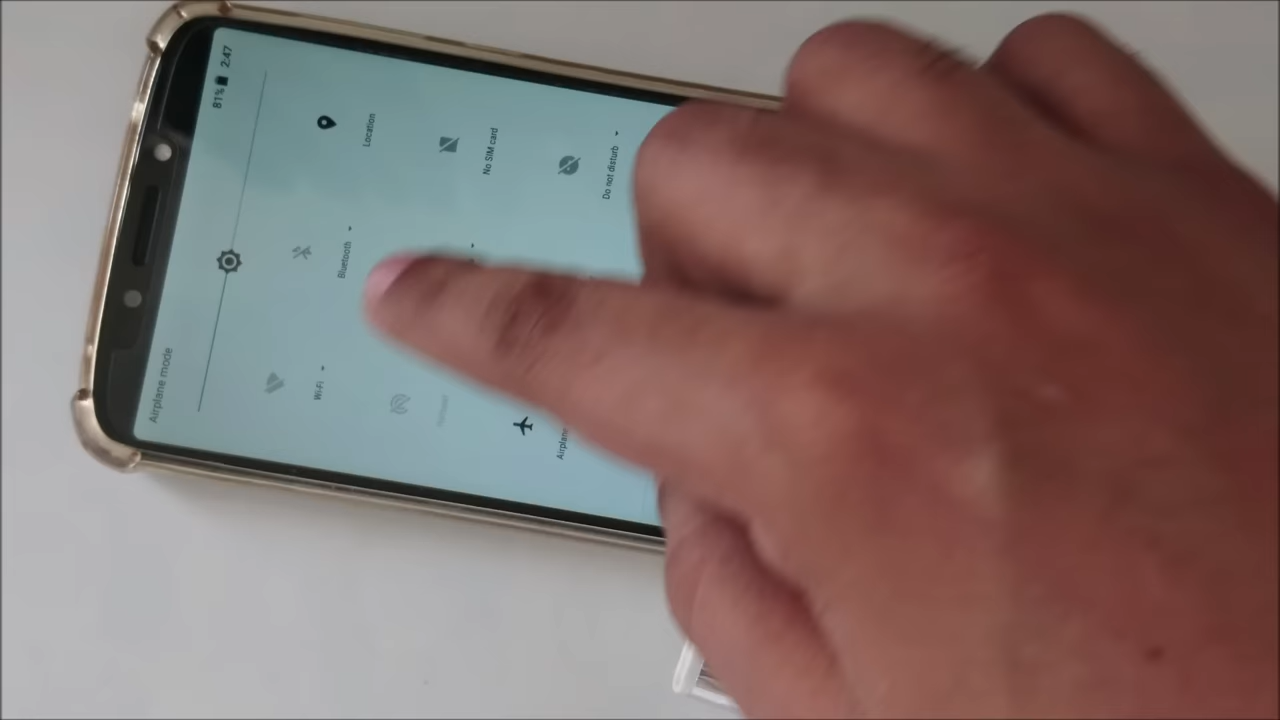 Airplane mode
81% 2:47
Wi-Fi
Bluetooth
Location
No SIM card
Do not disturb